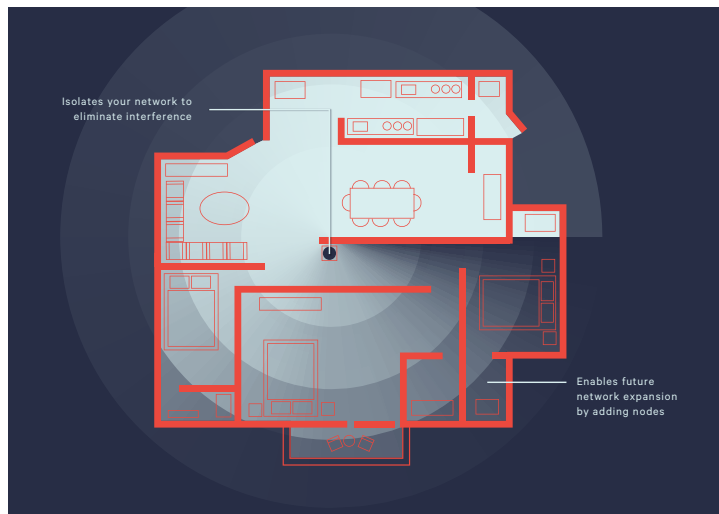 Isolates your network to
eliminate interference
Enables future
network expansion
by adding nodes